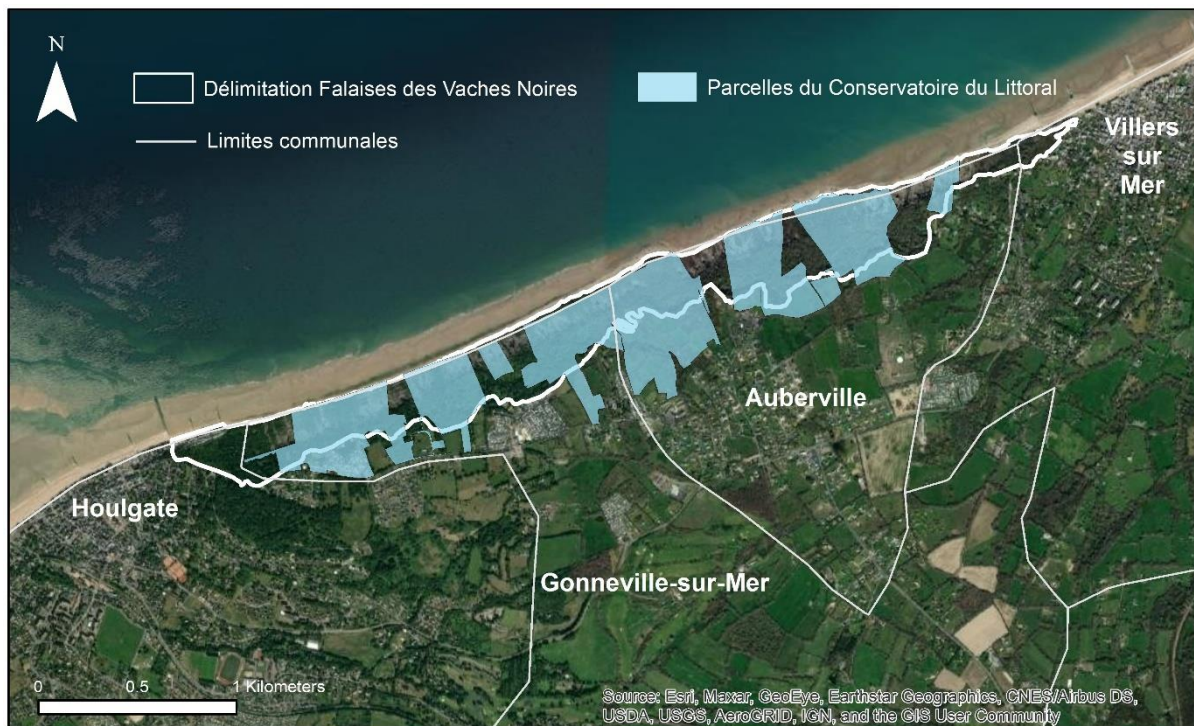 N
Délimitation Falaises des Vaches Noires
Parcelles du Conservatoire du Littoral
Limites communales
Villers
sur
Mer
Auberville
Houlgate
Gonneville-sur-Mer
0 0.5 1 Kilometers
Source: Esri, Maxar, GeoEye, Earthstar Geographics, CNES/Airbus DS,
USDA, USGS, AeroGRID, IGN, and the GIS User Community